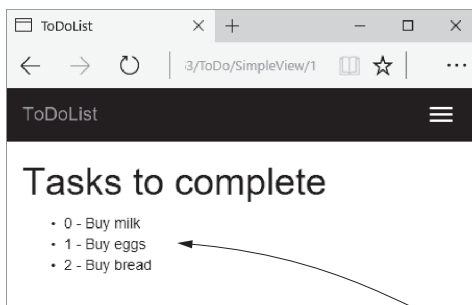 ToDoList
3/ToDo/SimpleView/1
ToDoList
Tasks to complete
• 0 - Buy milk
• 1 - Buy eggs
• 2 - Buy bread